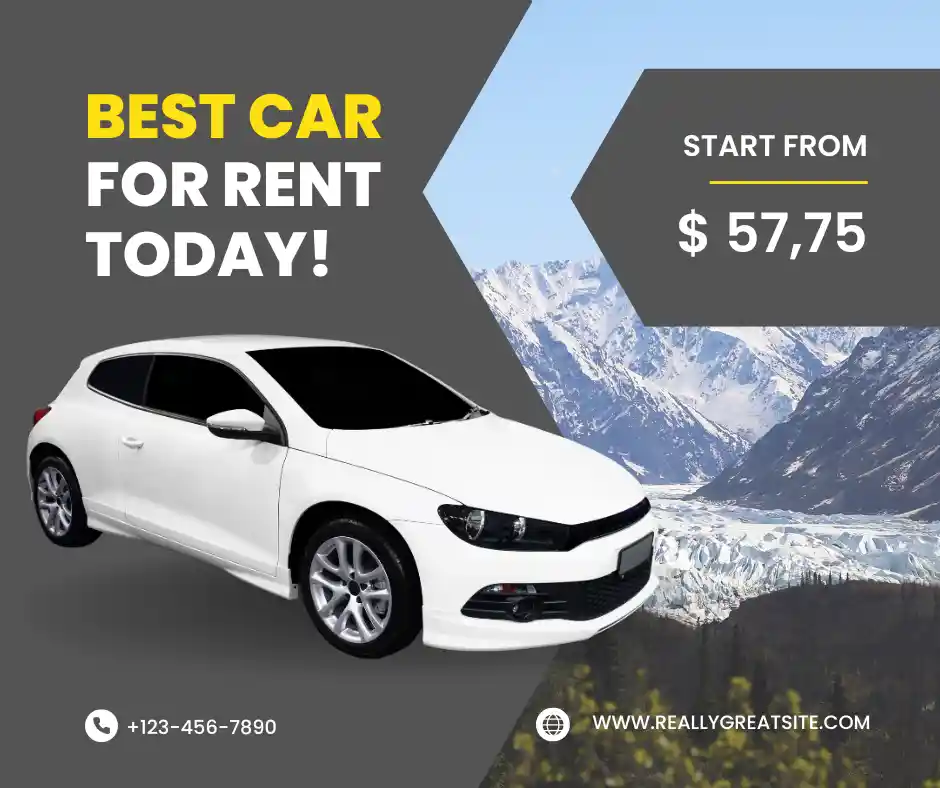 BEST CAR
FOR RENT
TODAY!
START FROM
$ 57,75
+123-456-7890
WWW.REALLYGREATSITE.COM